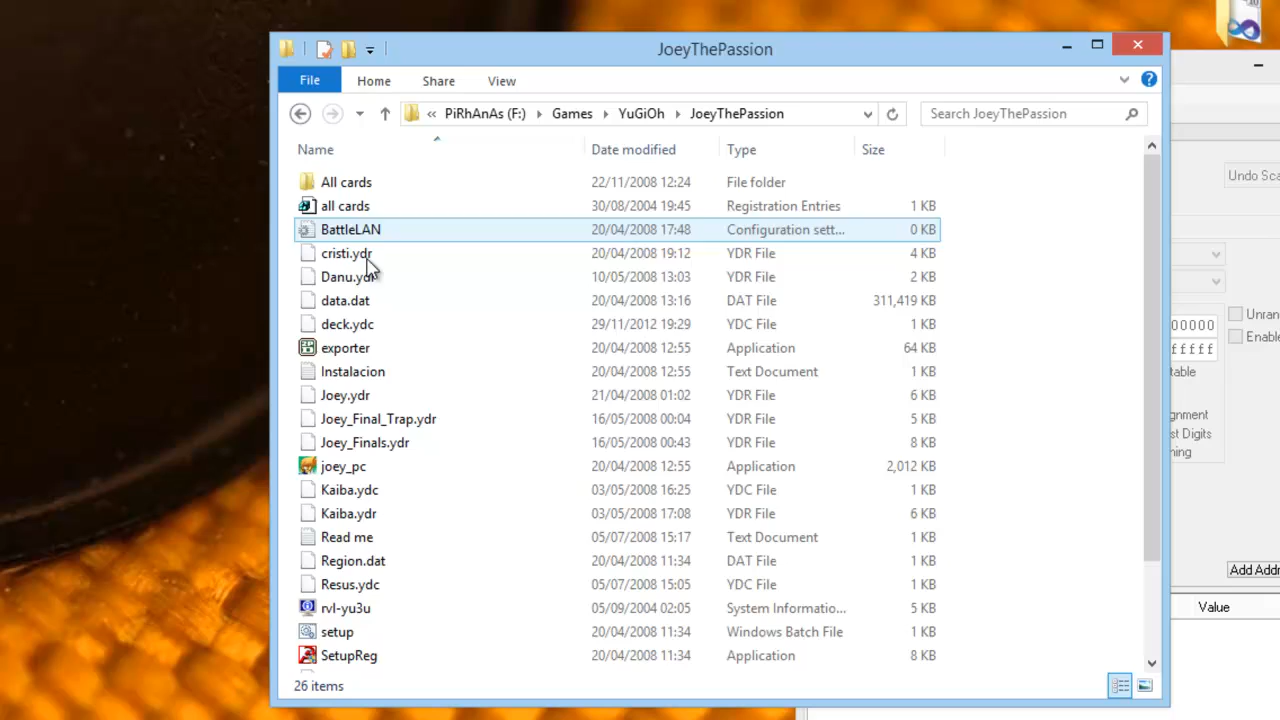 JoeyThePassion
File Home Share View
« PiRhAnAs (F:) Games YuGiOh JoeyThePassion Search JoeyThePassion
Name Date modified Type Size
All cards 22/11/2008 12:24 File folder
all cards 30/08/2004 19:45 Registration Entries 1 KB
BattleLAN 20/04/2008 17:48 Configuration sett... 0 KB
cristi.ydr 20/04/2008 19:12 YDR File 4 KB
Danu.ydr 10/05/2008 13:03 YDR File 2 KB
data.dat 20/04/2008 13:16 DAT File 311,419 KB
deck.ydc 29/11/2012 19:29 YDC File 1 KB
exporter 20/04/2008 12:55 Application 64 KB
Instalacion 20/04/2008 12:55 Text Document 1 KB
Joey.ydr 21/04/2008 01:02 YDR File 6 KB
Joey_Final_Trap.ydr 16/05/2008 00:04 YDR File 5 KB
Joey_Finals.ydr 16/05/2008 00:43 YDR File 8 KB
joey_pc 20/04/2008 12:55 Application 2,012 KB
Kaiba.ydc 03/05/2008 16:25 YDC File 1 KB
Kaiba.ydr 03/05/2008 17:08 YDR File 6 KB
Read me 05/07/2008 15:17 Text Document 1 KB
Region.dat 20/04/2008 11:34 DAT File 1 KB
Resus.ydc 05/07/2008 15:05 YDC File 1 KB
rvl-yu3u 05/09/2004 02:05 System Informatio... 5 KB
setup 20/04/2008 11:34 Windows Batch File 1 KB
SetupReg 20/04/2008 11:34 Application 8 KB
26 items
Undo Sca
00000
Unran
fffff
Enable
table
gnment
st Digits
ning
Add Addr
Value